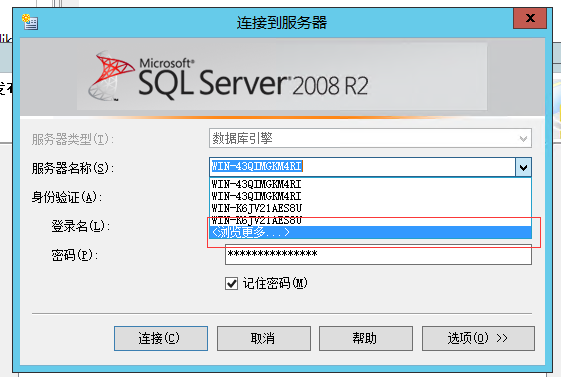 连接到服务器
Microsoft
SQL Server 2008 R2
服务器类型(T):
数据库引擎
服务器名称(S):
WIN-43QIMGKM4RI
WIN-43QIMGKM4RI
WIN-43QIMGKM4RI
身份验证(A):
WIN-K6JV21AES8U
WIN-K6JV21AES8U
登录名(L):
<浏览更多...>
密码(P):
***************
记住密码(M)
连接(C)
取消
帮助
选项(O) >>